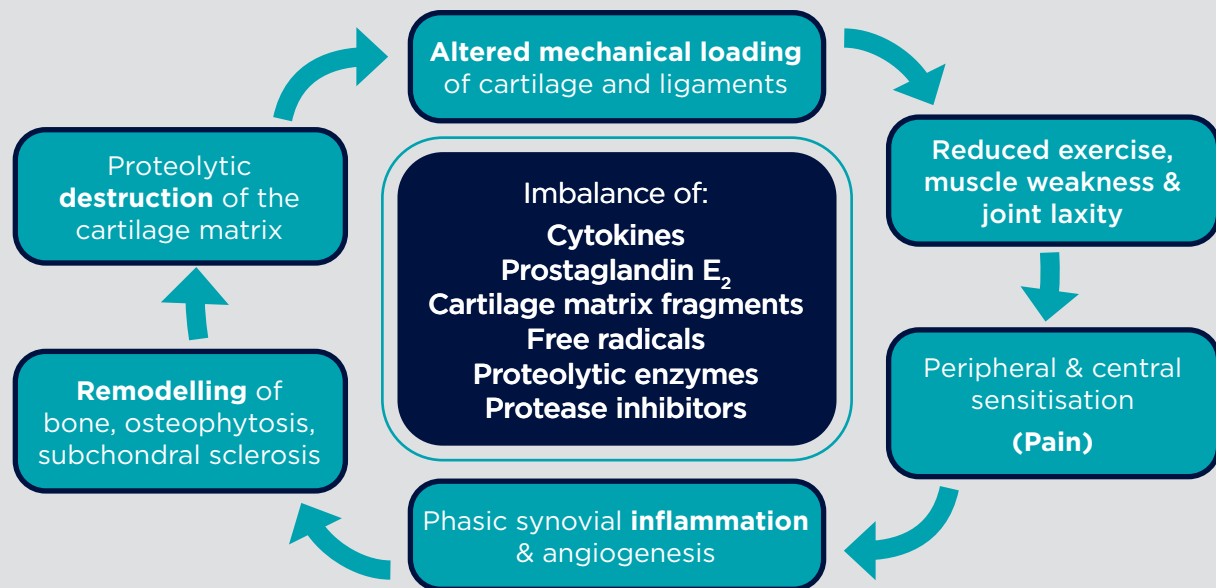 Altered mechanical loading
of cartilage and ligaments
Reduced exercise,
muscle weakness &
joint laxity
Peripheral & central
sensitisation
(Pain)
Phasic synovial inflammation
& angiogenesis
Remodelling of
bone, osteophytosis,
subchondral sclerosis
Proteolytic
destruction of the
cartilage matrix
Imbalance of:
Cytokines
Prostaglandin E₂
Cartilage matrix fragments
Free radicals
Proteolytic enzymes
Protease inhibitors